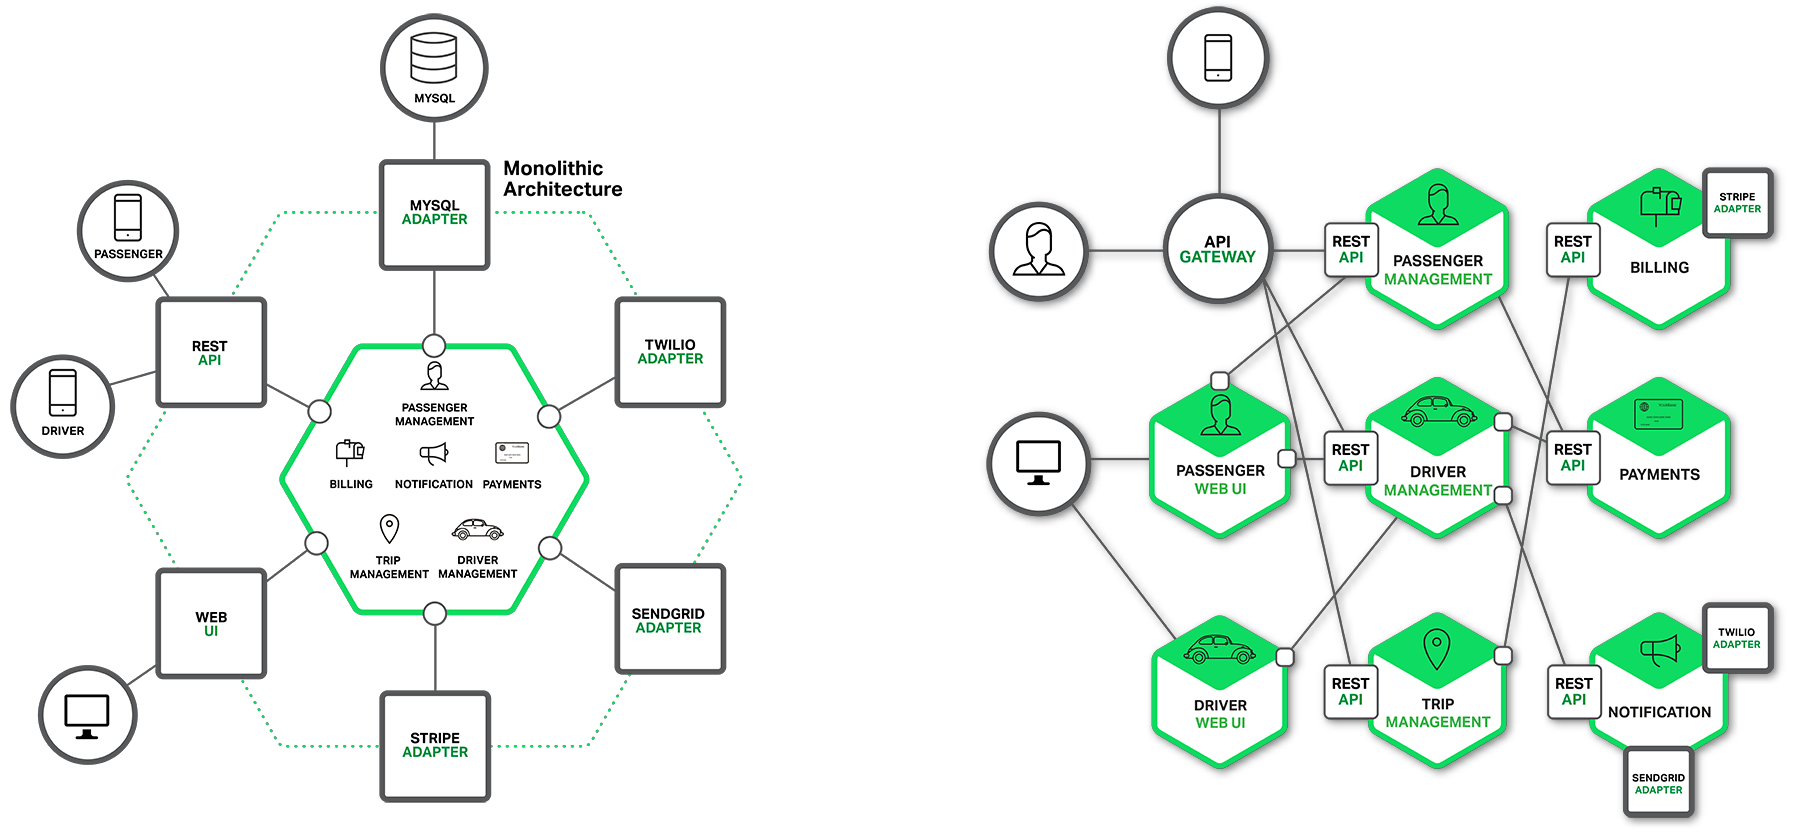 MYSQL
Monolithic
Architecture
MYSQL
ADAPTER
PASSENGER
REST
API
TWILIO
ADAPTER
DRIVER
PASSENGER
MANAGEMENT
BILLING
NOTIFICATION
PAYMENTS
TRIP
MANAGEMENT
DRIVER
MANAGEMENT
WEB
UI
SENDGRID
ADAPTER
STRIPE
ADAPTER
API
GATEWAY
REST
API
PASSENGER
MANAGEMENT
REST
API
BILLING
STRIPE
ADAPTER
PASSENGER
WEB UI
REST
API
DRIVER
MANAGEMENT
REST
API
PAYMENTS
DRIVER
WEB UI
REST
API
TRIP
MANAGEMENT
REST
API
NOTIFICATION
TWILIO
ADAPTER
SENDGRID
ADAPTER